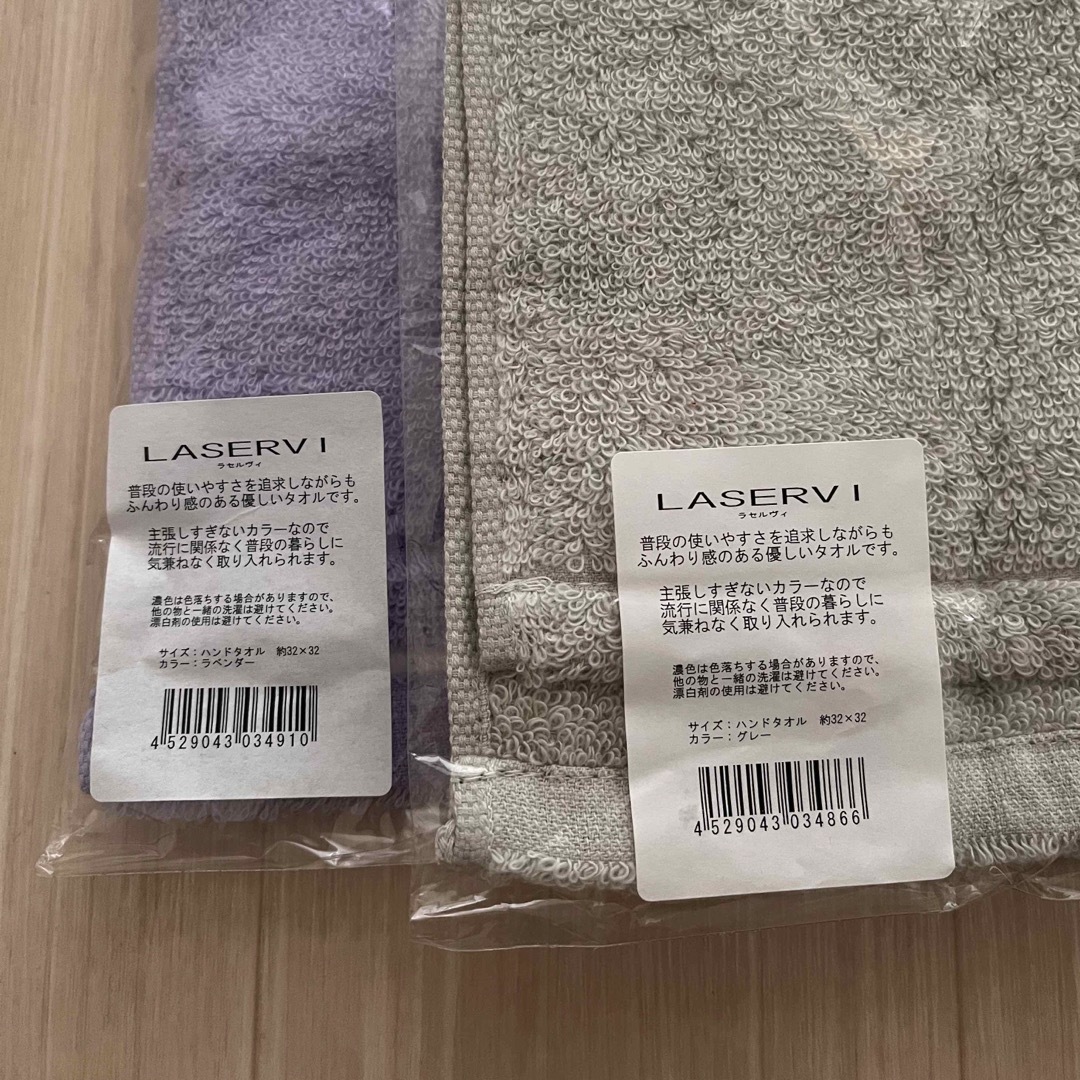 LASERVI
ラセルヴィ
普段の使いやすさを追求しながらも
ふんわり感のある優しいタオルです。
主張しすぎないカラーなので
流行に関係なく普段の暮らしに
気兼ねなく取り入れられます。
濃色は色落ちする場合がありますので、
他の物と一緒の洗濯は避けてください。
漂白剤の使用は避けてください。
サイズ：ハンドタオル 約32×32
カラー：ラベンダー
4 529043 034910
LASERVI
ラセルヴィ
普段の使いやすさを追求しながらも
ふんわり感のある優しいタオルです。
主張しすぎないカラーなので
流行に関係なく普段の暮らしに
気兼ねなく取り入れられます。
濃色は色落ちする場合がありますので、
他の物と一緒の洗濯は避けてください。
漂白剤の使用は避けてください。
サイズ：ハンドタオル 約32×32
カラー：グレー
4 529043 034866